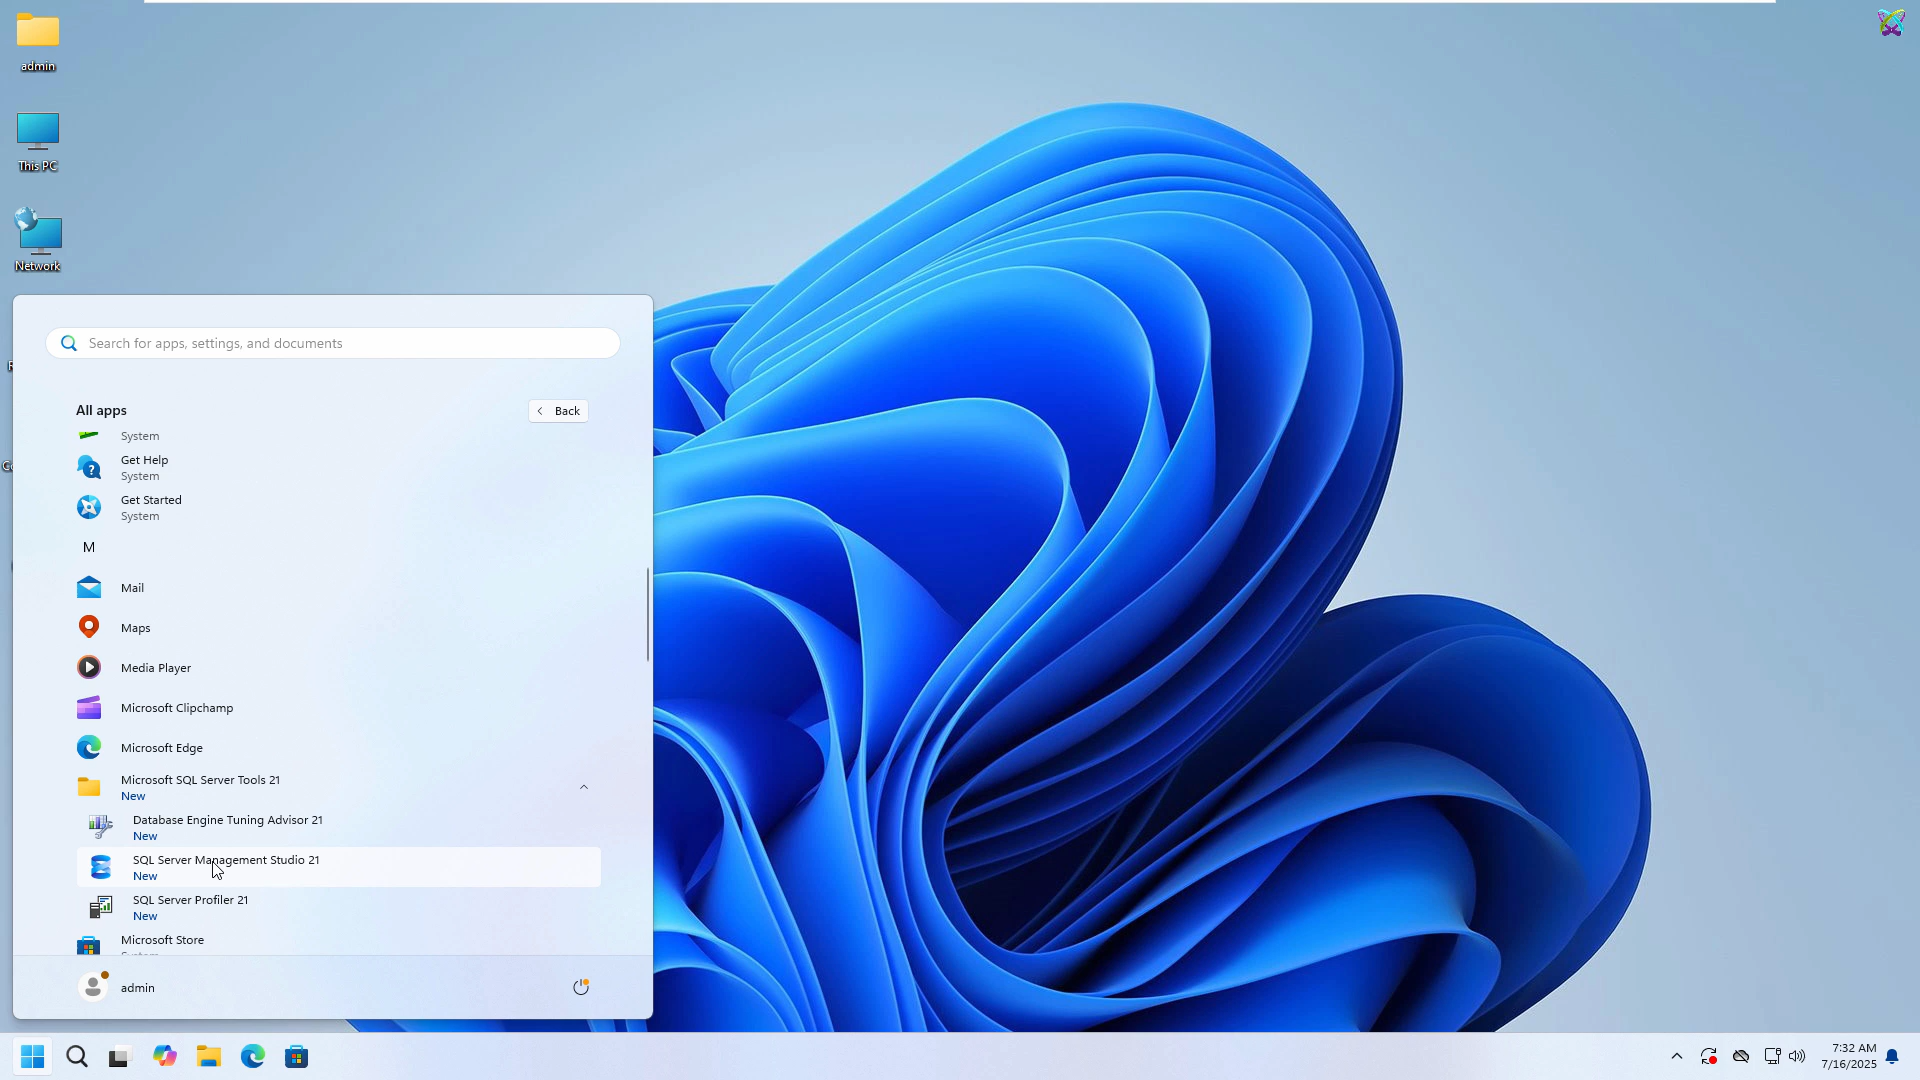 admin
This PC
Network
Search for apps, settings, and documents
All apps
Back
System
Get Help
System
Get Started
System
M
Mail
Maps
Media Player
Microsoft Clipchamp
Microsoft Edge
Microsoft SQL Server Tools 21
New
Database Engine Tuning Advisor 21
New
SQL Server Management Studio 21
New
SQL Server Profiler 21
New
Microsoft Store
admin
7:32 AM
7/16/2025